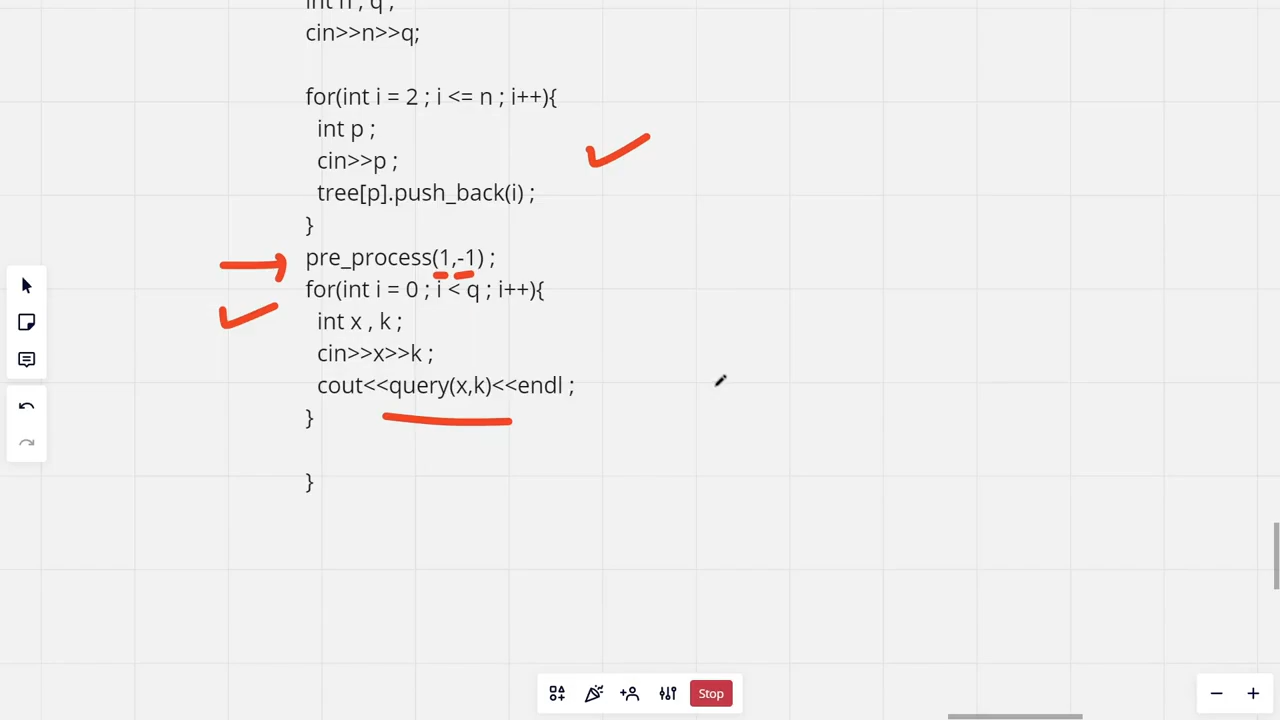 int n , q ;
cin>>n>>q;
for(int i = 2 ; i <= n ; i++){
int p ;
cin>>p ;
tree[p].push_back(i) ;
}
pre_process(1,-1) ;
for(int i = 0 ; i < q ; i++){
int x , k ;
cin>>x>>k ;
cout<<query(x,k)<<endl ;
}
}
Stop